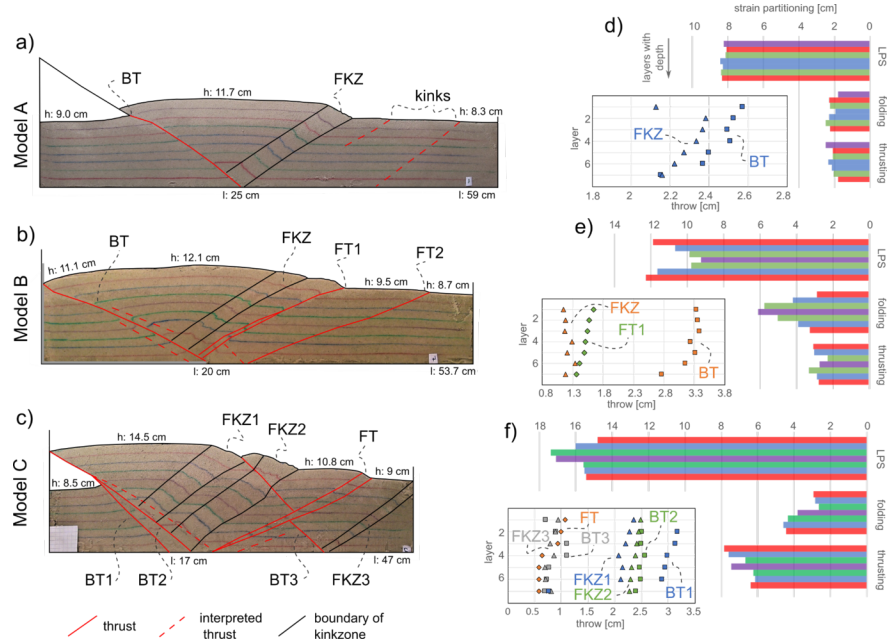 a)
BT
h: 11.7 cm
FKZ
kinks
h: 9.0 cm
h: 8.3 cm
Model A
l: 25 cm
l: 59 cm
b)
BT
h: 11.1 cm
h: 12.1 cm
FKZ
FT1
FT2
h: 9.5 cm
h: 8.7 cm
Model B
l: 20 cm
l: 53.7 cm
c)
FKZ1
FKZ2
FT
h: 14.5 cm
h: 10.8 cm
h: 9 cm
h: 8.5 cm
Model C
l: 17 cm
l: 47 cm
BT1
BT2
BT3
FKZ3
thrust
interpreted
thrust
boundary of
kinkzone
d)
strain partitioning [cm]
10 8 6 4 2 0
layers with
depth
LPS
folding
thrusting
layer
2
4
6
FKZ
BT
1.8 2 2.2 2.4 2.6 2.8
throw [cm]
e)
14 12 10 8 6 4 2 0
LPS
folding
thrusting
layer
2
4
6
FKZ
FT1
BT
0.8 1.3 1.8 2.3 2.8 3.3 3.8
throw [cm]
f)
18 16 14 12 10 8 6 4 2 0
LPS
folding
thrusting
layer
2
4
6
FT
BT2
FKZ3
BT3
FKZ1
FKZ2
BT1
0 0.5 1 1.5 2 2.5 3 3.5
throw [cm]